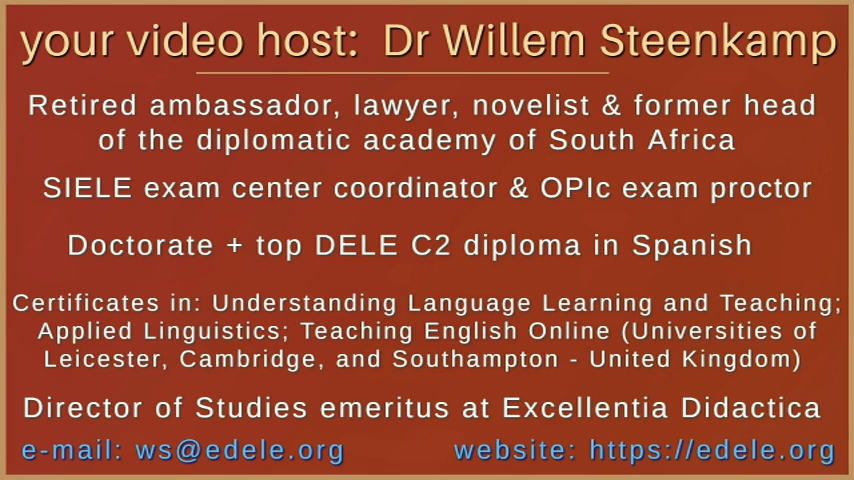 your video host: Dr Willem Steenkamp
Retired ambassador, lawyer, novelist & former head
of the diplomatic academy of South Africa
SIELE exam center coordinator & OPIc exam proctor
Doctorate + top DELE C2 diploma in Spanish
Certificates in: Understanding Language Learning and Teaching;
Applied Linguistics; Teaching English Online (Universities of
Leicester, Cambridge, and Southampton - United Kingdom)
Director of Studies emeritus at Excellentia Didactica
e-mail: ws@edele.org website: https://edele.org